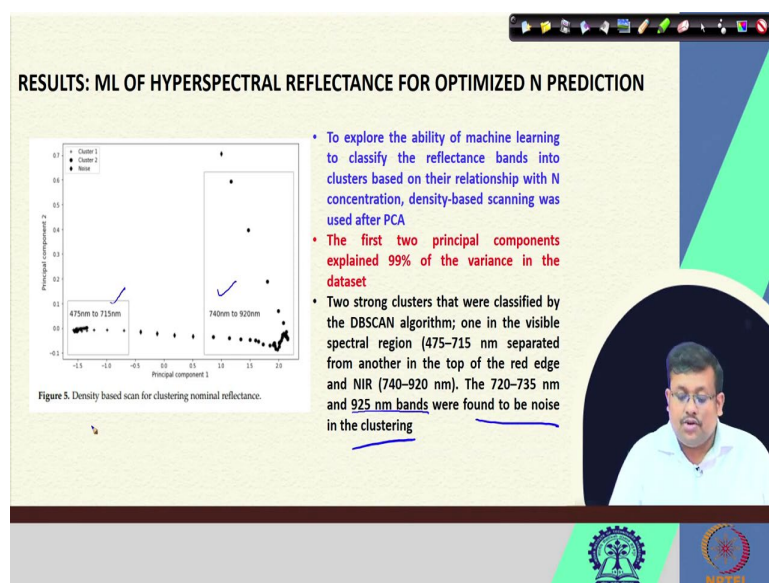 RESULTS: ML OF HYPERSPECTRAL REFLECTANCE FOR OPTIMIZED N PREDICTION
Cluster 1
Cluster 2
Noise
0.7
0.6
0.5
0.4
0.3
0.2
0.1
0.0
-0.1
Principal component 2
475nm to 715nm
740nm to 920nm
-1.5
-1.0
-0.5
0.0
0.5
1.0
1.5
2.0
Principal component 1
Figure 5. Density based scan for clustering nominal reflectance.
• To explore the ability of machine learning
to classify the reflectance bands into
clusters based on their relationship with N
concentration, density-based scanning was
used after PCA
• The first two principal components
explained 99% of the variance in the
dataset
• Two strong clusters that were classified by
the DBSCAN algorithm; one in the visible
spectral region (475–715 nm separated
from another in the top of the red edge
and NIR (740–920 nm). The 720–735 nm
and 925 nm bands were found to be noise
in the clustering
NPTEL